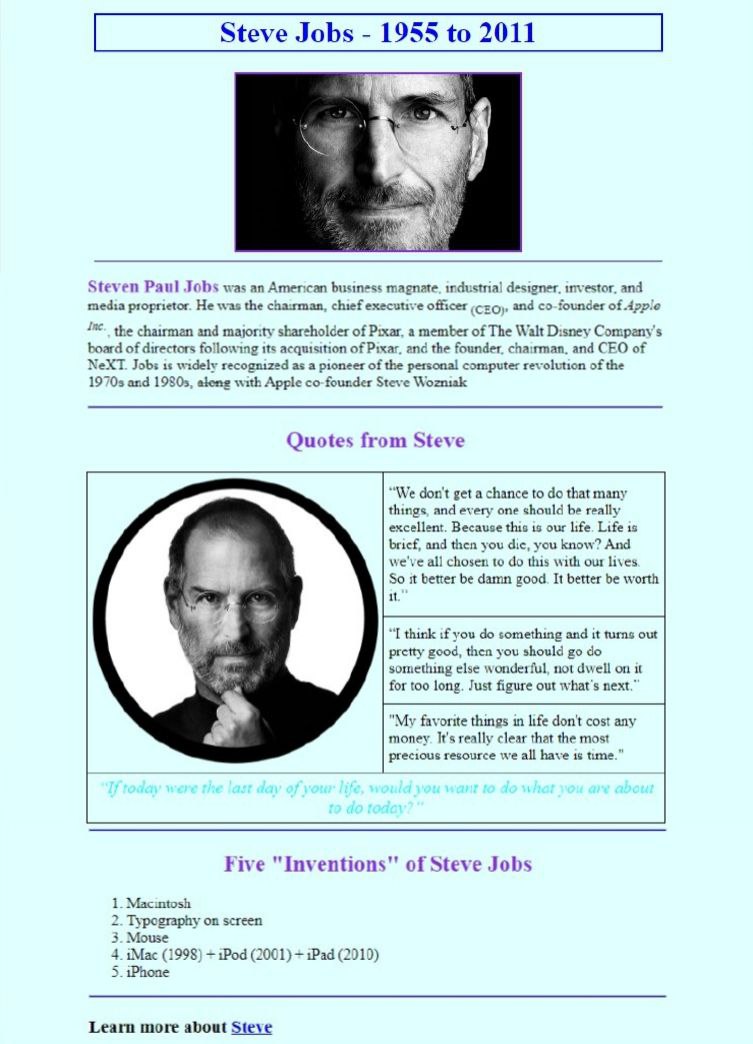 Steve Jobs - 1955 to 2011
Steven Paul Jobs was an American business magnate, industrial designer, investor, and
media proprietor. He was the chairman, chief executive officer (CEO), and co-founder of Apple
Inc., the chairman and majority shareholder of Pixar, a member of The Walt Disney Company's
board of directors following its acquisition of Pixar, and the founder, chairman, and CEO of
NeXT. Jobs is widely recognized as a pioneer of the personal computer revolution of the
1970s and 1980s, along with Apple co-founder Steve Wozniak
Quotes from Steve
“We don't get a chance to do that many
things, and every one should be really
excellent. Because this is our life. Life is
brief, and then you die, you know? And
we've all chosen to do this with our lives.
So it better be damn good. It better be worth
it.”
“I think if you do something and it turns out
pretty good, then you should go do
something else wonderful, not dwell on it
for too long. Just figure out what's next.”
"My favorite things in life don't cost any
money. It's really clear that the most
precious resource we all have is time."
“If today were the last day of your life, would you want to do what you are about
to do today?”
Five "Inventions" of Steve Jobs
1. Macintosh
2. Typography on screen
3. Mouse
4. iMac (1998) + iPod (2001) + iPad (2010)
5. iPhone
Learn more about Steve